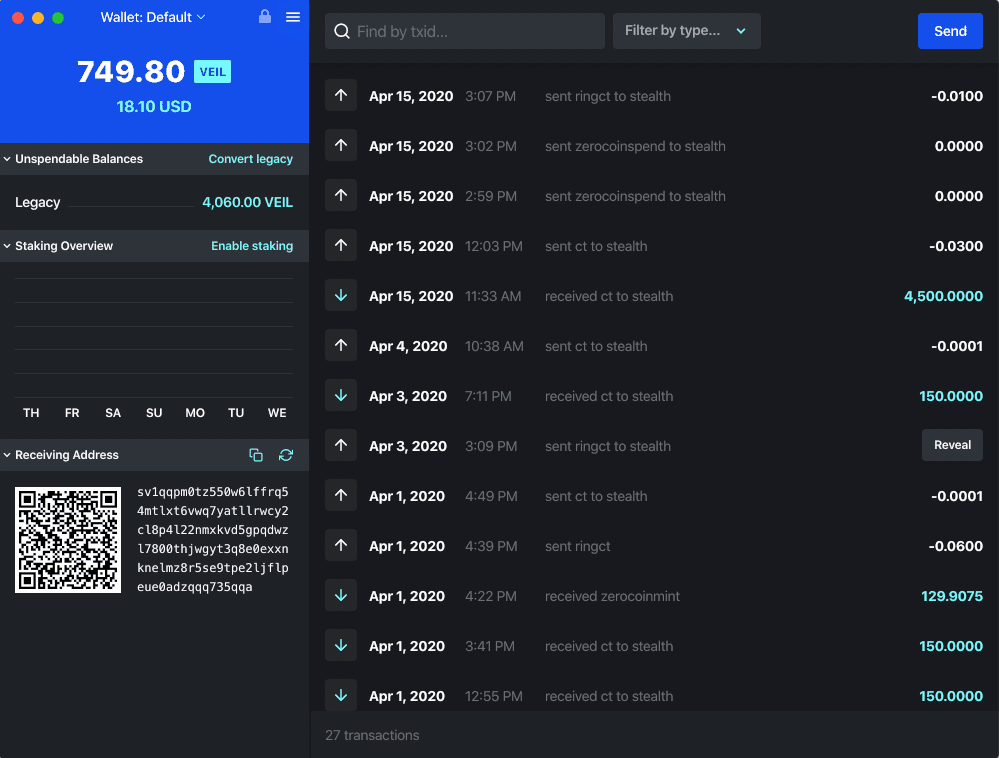 Wallet: Default
749.80 VEIL
18.10 USD
Unspendable Balances Convert legacy
Legacy 4,060.00 VEIL
Staking Overview Enable staking
TH FR SA SU MO TU WE
Receiving Address
sv1qqpm0tz550w6lffrq5
4mtlxt6vwq7yatllrwcy2
cl8p4l22nmxkvd5gpqdwz
l7800thjwgyt3q8e0exxn
knelmz8r5se9tpe2ljflp
eue0adzqqq735qqa
Find by txid... Filter by type... Send
Apr 15, 2020 3:07 PM sent ringct to stealth -0.0100
Apr 15, 2020 3:02 PM sent zerocoinspend to stealth 0.0000
Apr 15, 2020 2:59 PM sent zerocoinspend to stealth 0.0000
Apr 15, 2020 12:03 PM sent ct to stealth -0.0300
Apr 15, 2020 11:33 AM received ct to stealth 4,500.0000
Apr 4, 2020 10:38 AM sent ct to stealth -0.0001
Apr 3, 2020 7:11 PM received ct to stealth 150.0000
Apr 3, 2020 3:09 PM sent ringct to stealth Reveal
Apr 1, 2020 4:49 PM sent ct to stealth -0.0001
Apr 1, 2020 4:39 PM sent ringct -0.0600
Apr 1, 2020 4:22 PM received zerocoinmint 129.9075
Apr 1, 2020 3:41 PM received ct to stealth 150.0000
Apr 1, 2020 12:55 PM received ct to stealth 150.0000
27 transactions